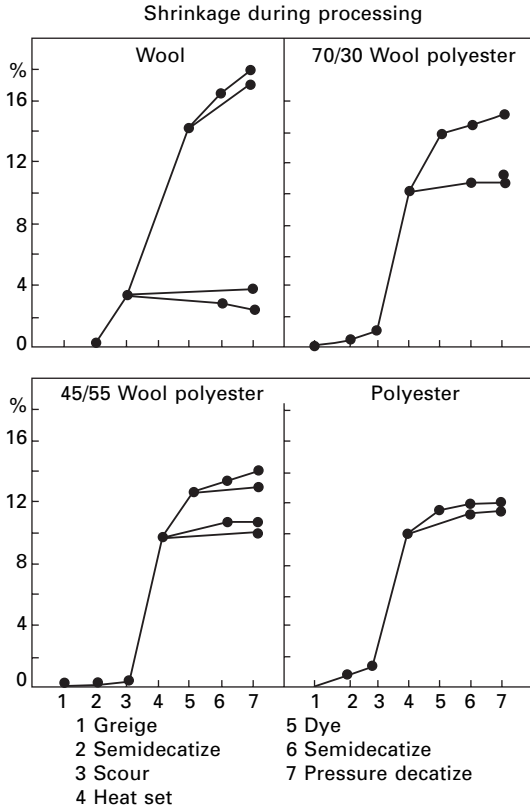 Shrinkage during processing
Wool
70/30 Wool polyester
%
16
12
8
4
0
45/55 Wool polyester
Polyester
%
16
12
8
4
0
1 2 3 4 5 6 7
1 2 3 4 5 6 7
1 Greige
2 Semidecatize
3 Scour
4 Heat set
5 Dye
6 Semidecatize
7 Pressure decatize